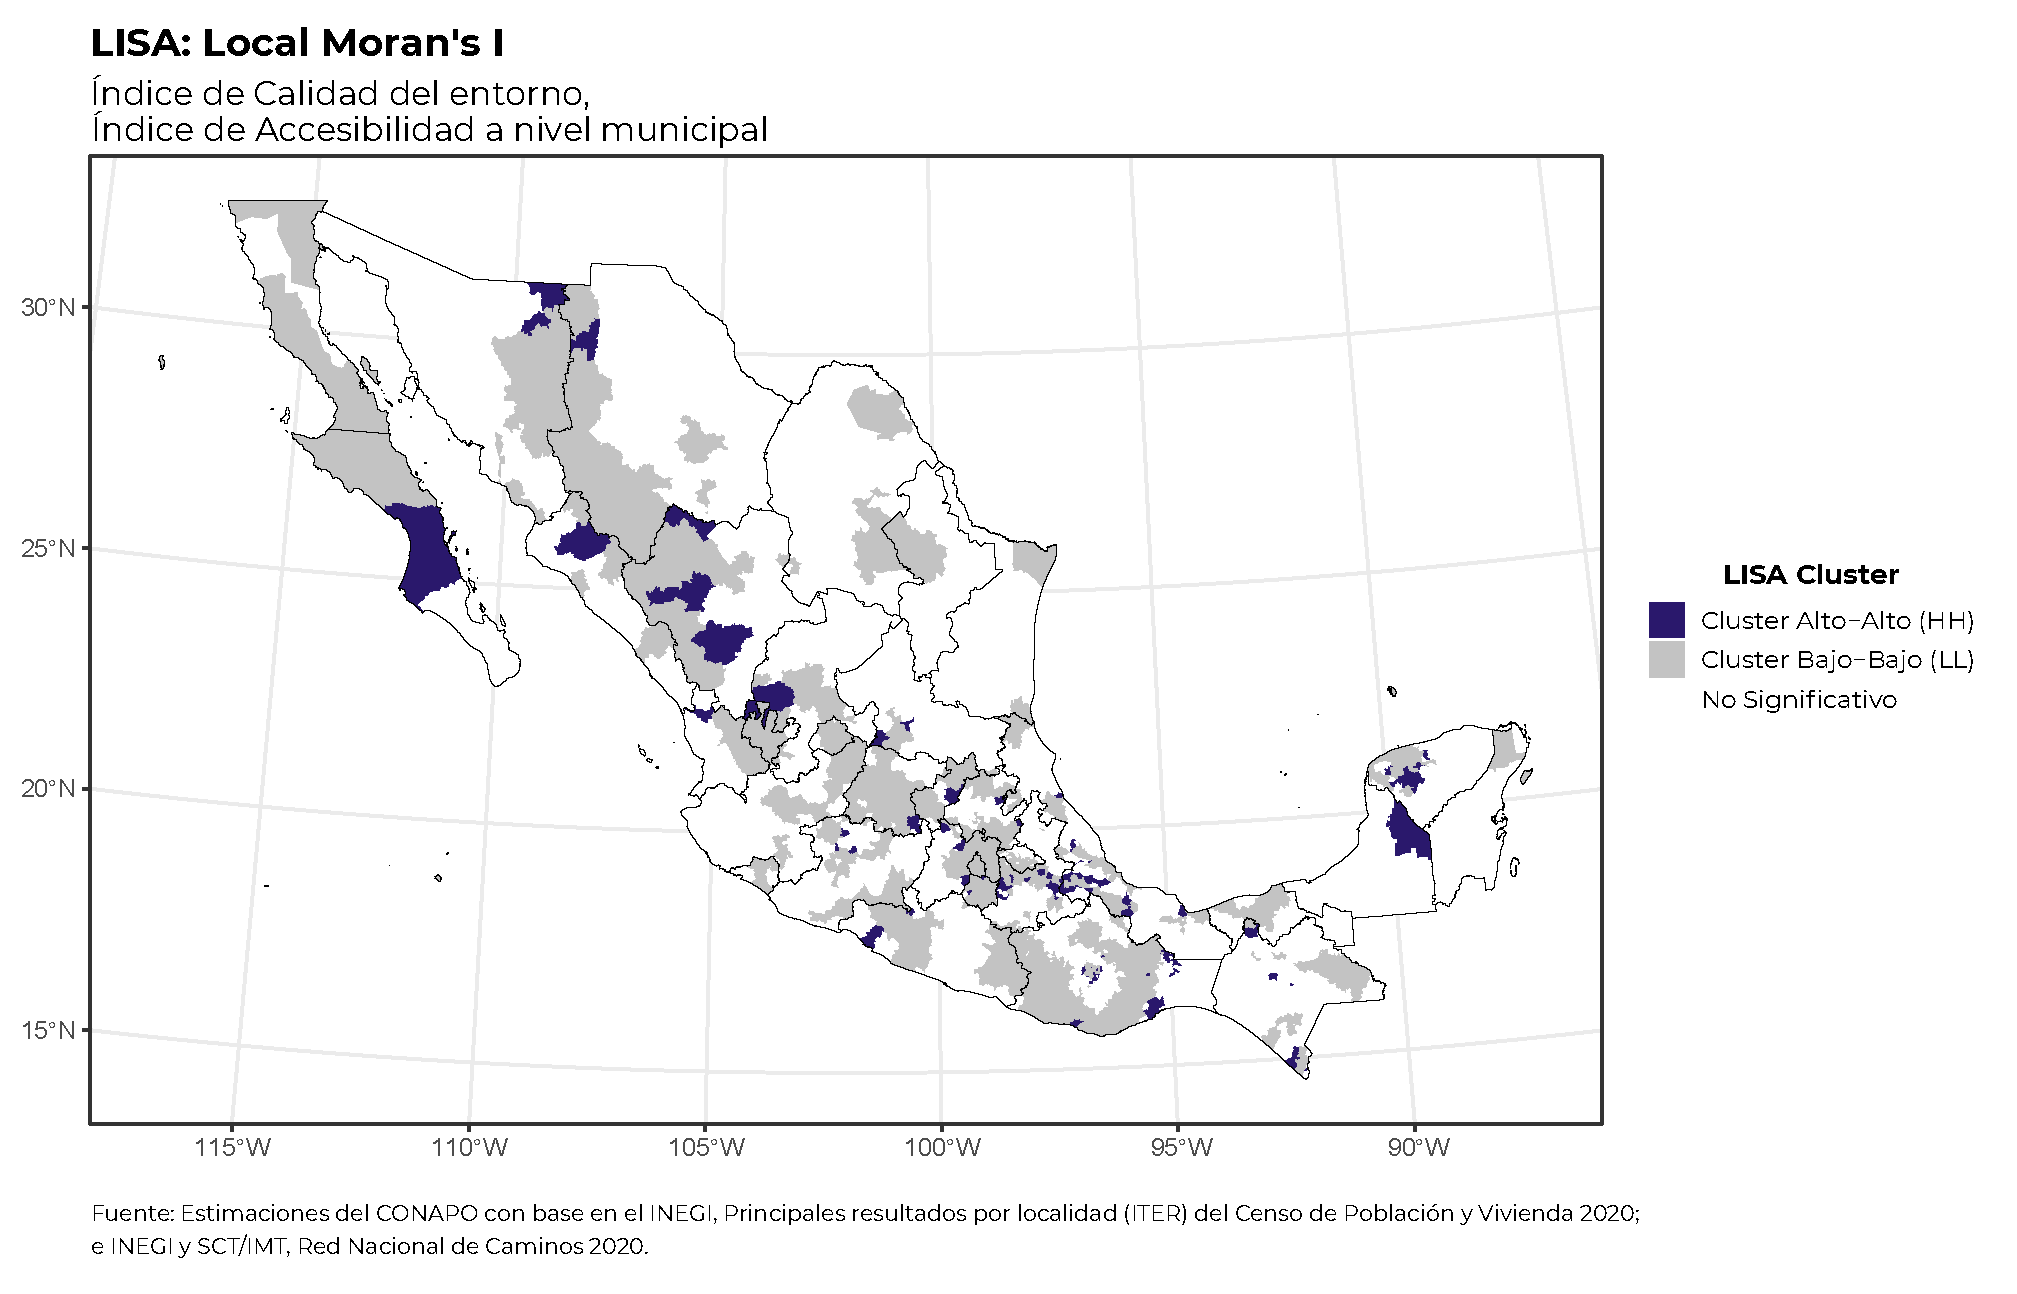 LISA: Local Moran's I
Índice de Calidad del entorno,
Índice de Accesibilidad a nivel municipal
30°N
25°N
20°N
15°N
115°W
110°W
105°W
100°W
95°W
90°W
LISA Cluster
Cluster Alto−Alto (HH)
Cluster Bajo−Bajo (LL)
No Significativo
Fuente: Estimaciones del CONAPO con base en el INEGI, Principales resultados por localidad (ITER) del Censo de Población y Vivienda 2020;
e INEGI y SCT/IMT, Red Nacional de Caminos 2020.